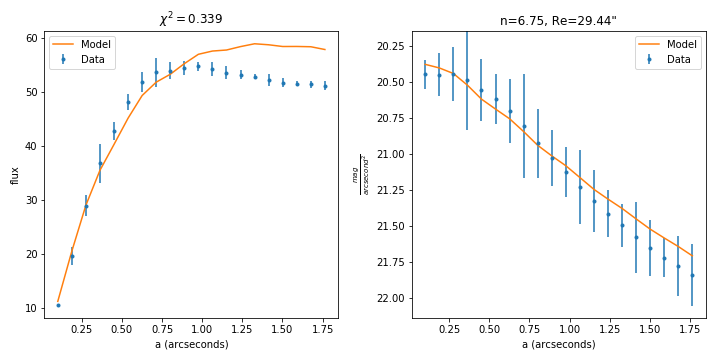 χ² = 0.339
Model
Data
60
50
40
30
20
10
flux
0.25 0.50 0.75 1.00 1.25 1.50 1.75
a (arcseconds)
n=6.75, Re=29.44"
Model
Data
20.25
20.50
20.75
21.00
21.25
21.50
21.75
22.00
mag/arcsecond²
0.25 0.50 0.75 1.00 1.25 1.50 1.75
a (arcseconds)